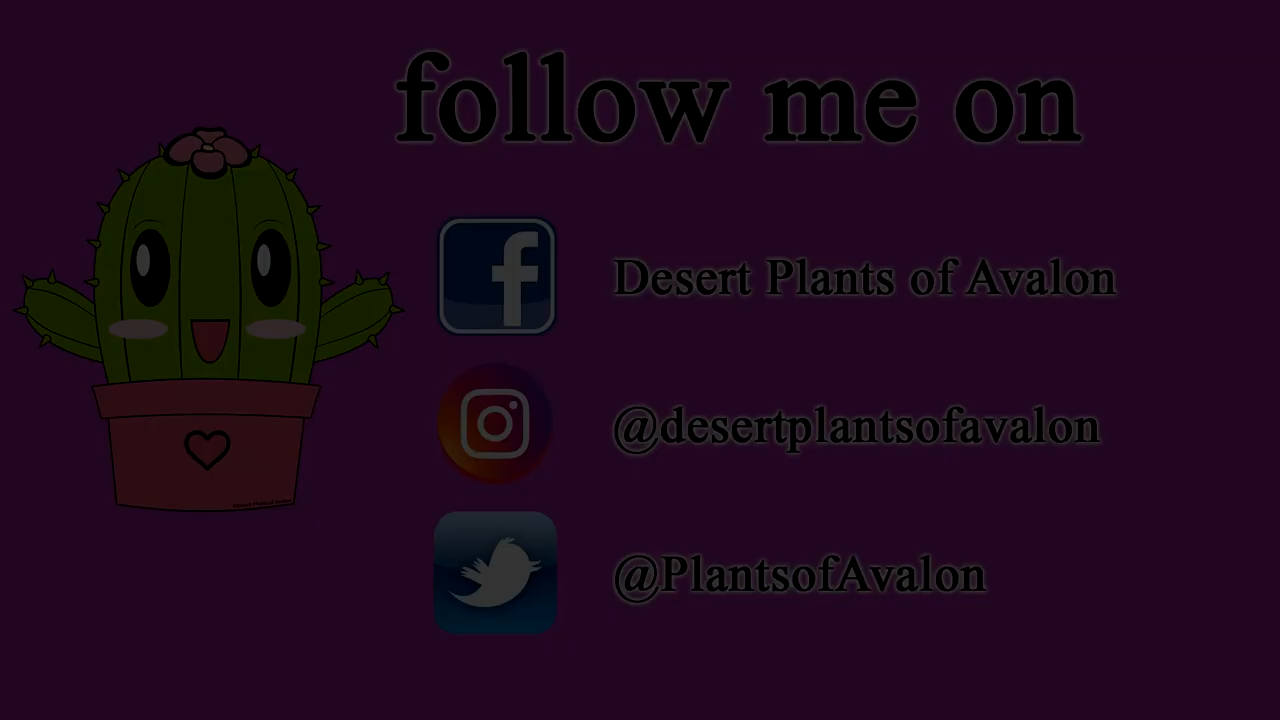 follow me on
Desert Plants of Avalon
@desertplantsofavalon
@PlantsofAvalon